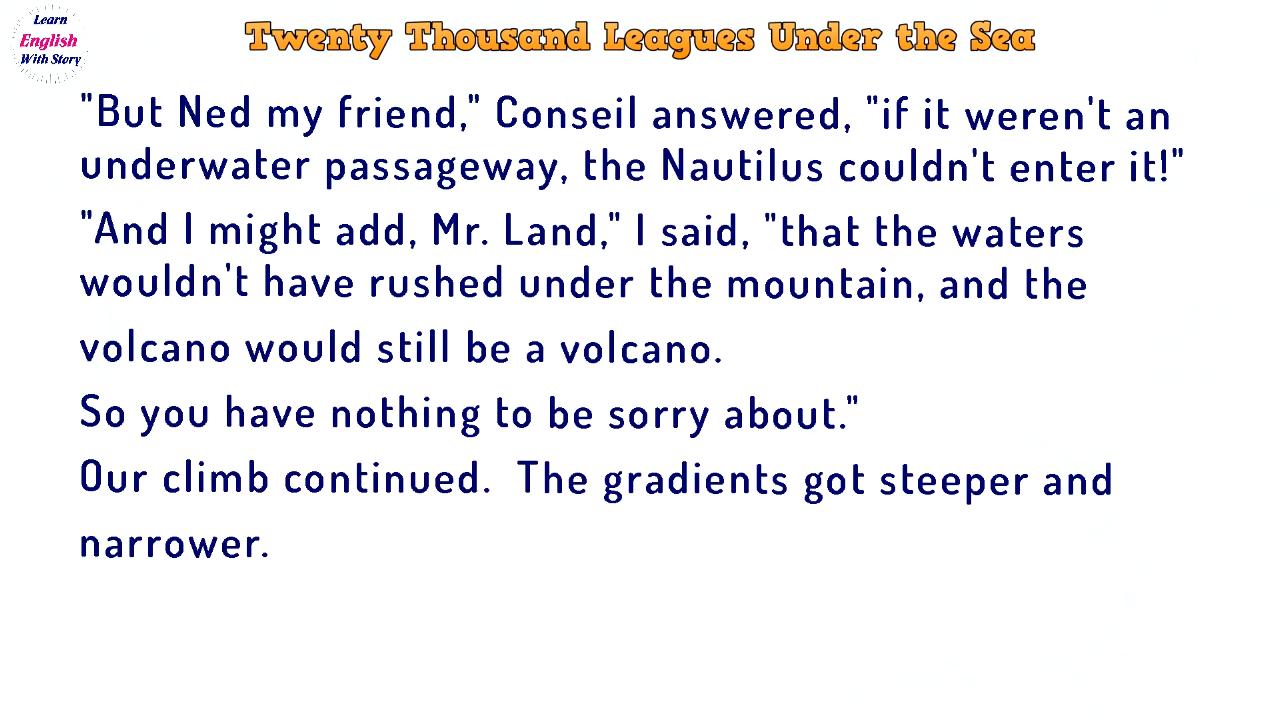 Learn
English
With Story
Twenty Thousand Leagues Under the Sea
"But Ned my friend," Conseil answered, "if it weren't an
underwater passageway, the Nautilus couldn't enter it!"
"And I might add, Mr. Land," I said, "that the waters
wouldn't have rushed under the mountain, and the
volcano would still be a volcano.
So you have nothing to be sorry about."
Our climb continued.  The gradients got steeper and
narrower.